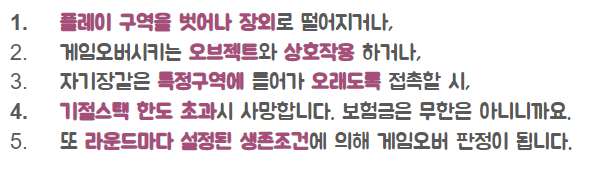 1. 플레이 구역을 벗어나 장외로 떨어지거나,
2. 게임오버시키는 오브젝트와 상호작용 하거나,
3. 자기장같은 특정구역에 들어가 오래도록 접촉할 시,
4. 기절스택 한도 초과시 사망합니다. 보험금은 무한은 아니니까요.
5. 또 라운드마다 설정된 생존조건에 의해 게임오버 판정이 됩니다.